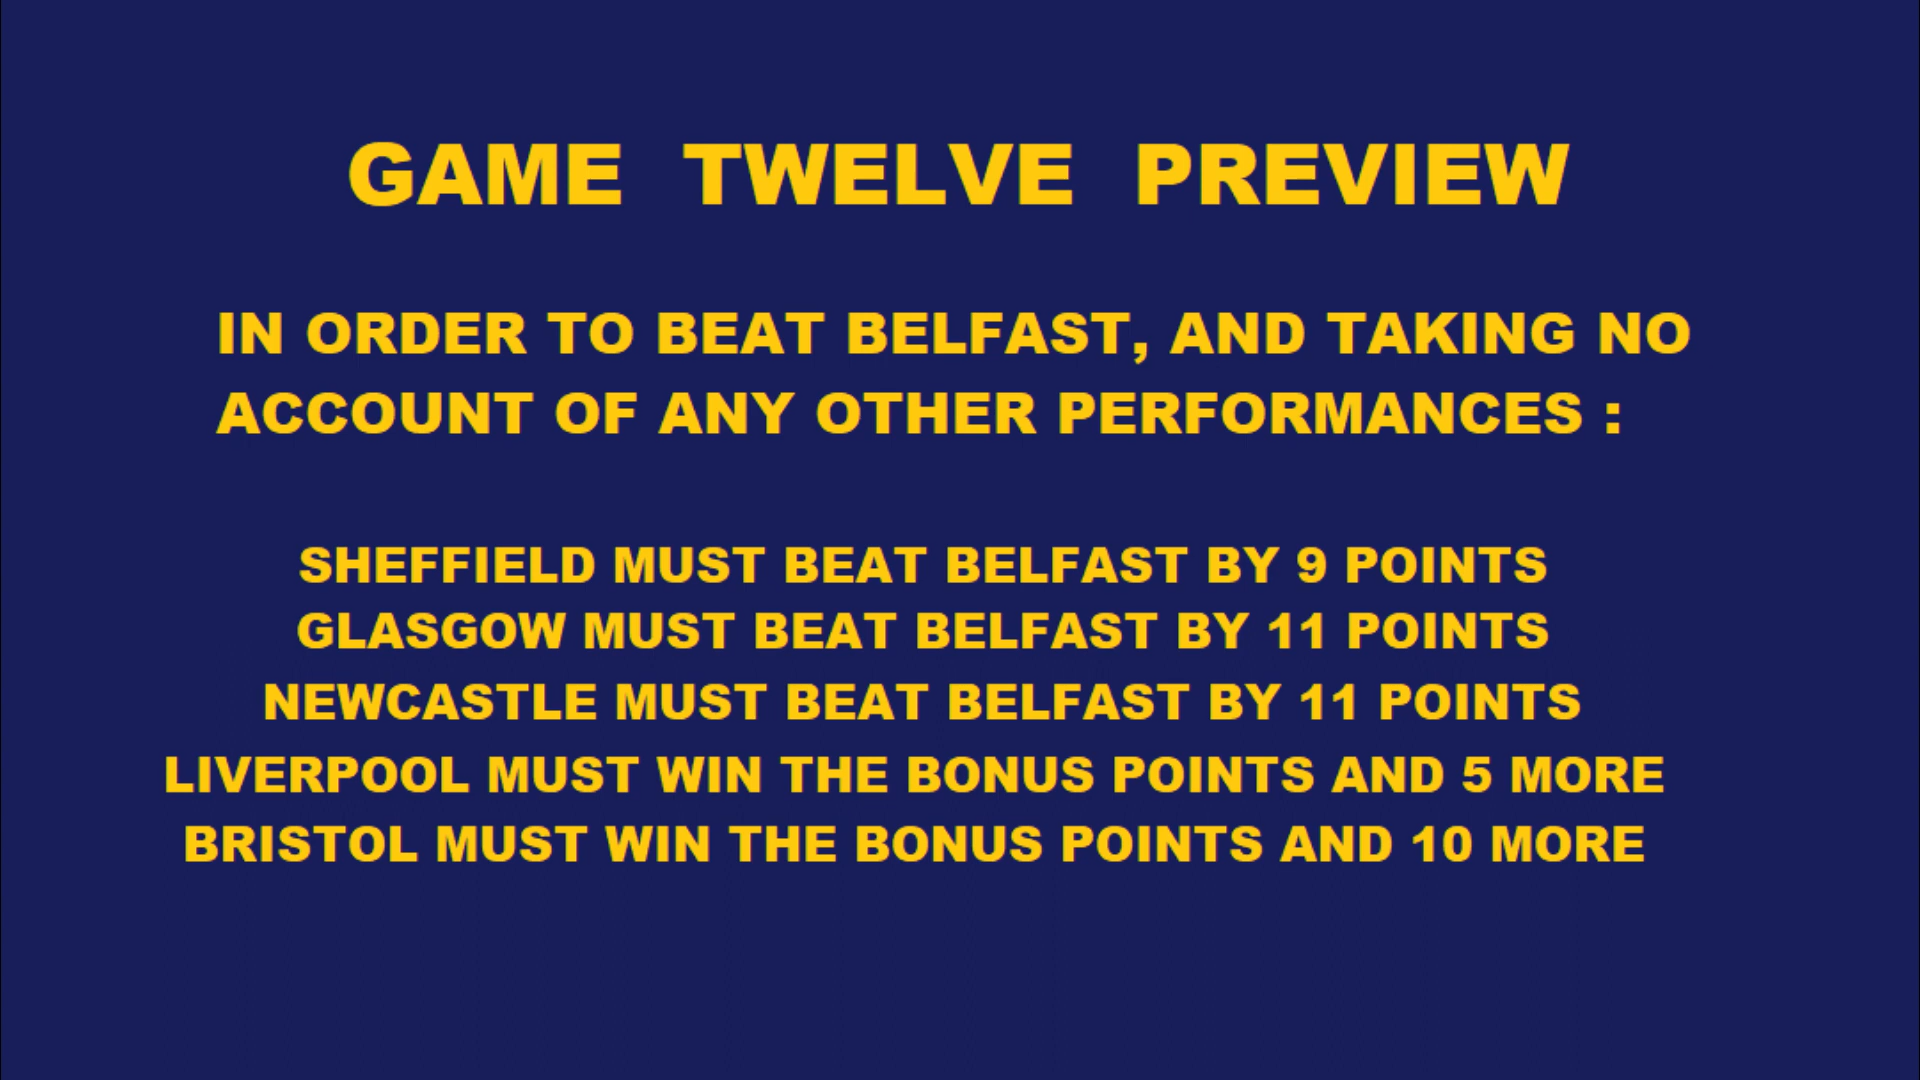 GAME TWELVE PREVIEW
IN ORDER TO BEAT BELFAST, AND TAKING NO
ACCOUNT OF ANY OTHER PERFORMANCES :
SHEFFIELD MUST BEAT BELFAST BY 9 POINTS
GLASGOW MUST BEAT BELFAST BY 11 POINTS
NEWCASTLE MUST BEAT BELFAST BY 11 POINTS
LIVERPOOL MUST WIN THE BONUS POINTS AND 5 MORE
BRISTOL MUST WIN THE BONUS POINTS AND 10 MORE